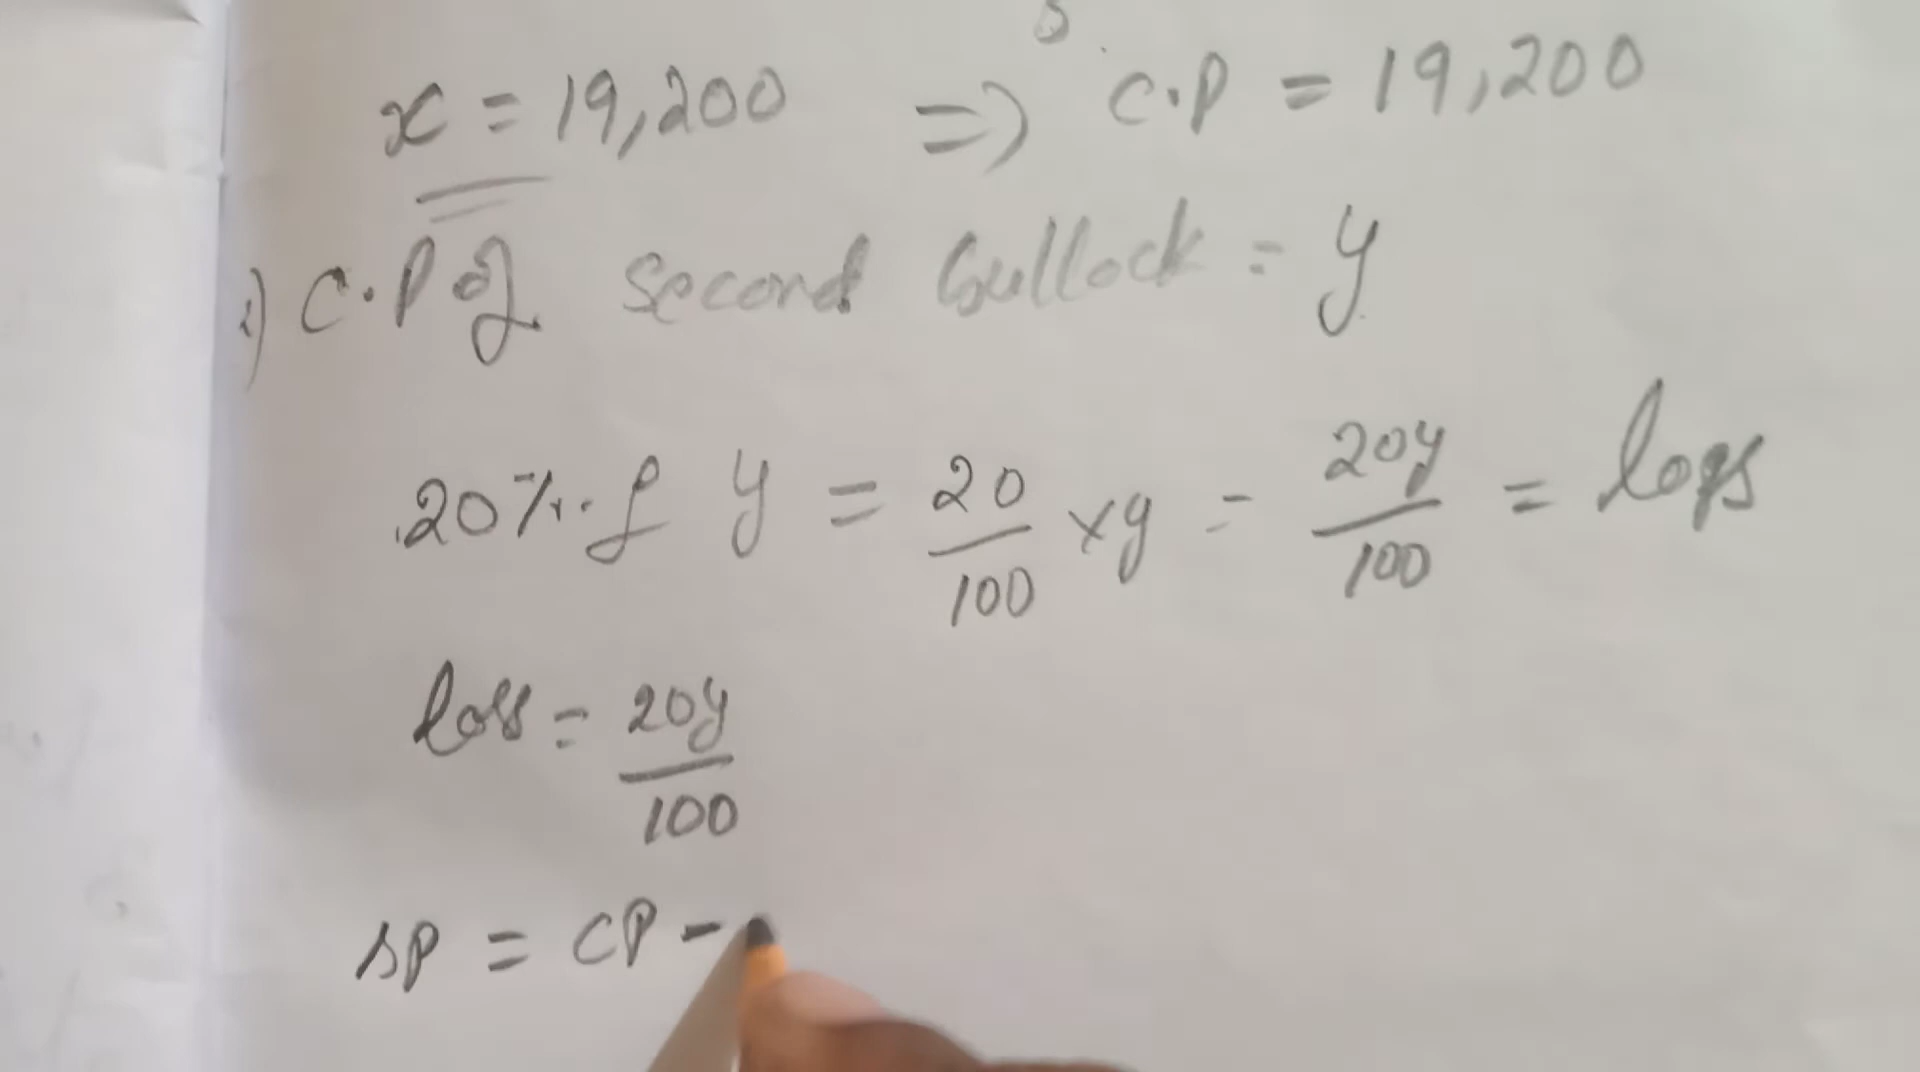 x = 19,200 => C.P = 19,200
i) C.P of second bullock = y
20% of y = 20/100 × y = 20y/100 = loss
loss = 20y/100
SP = CP -